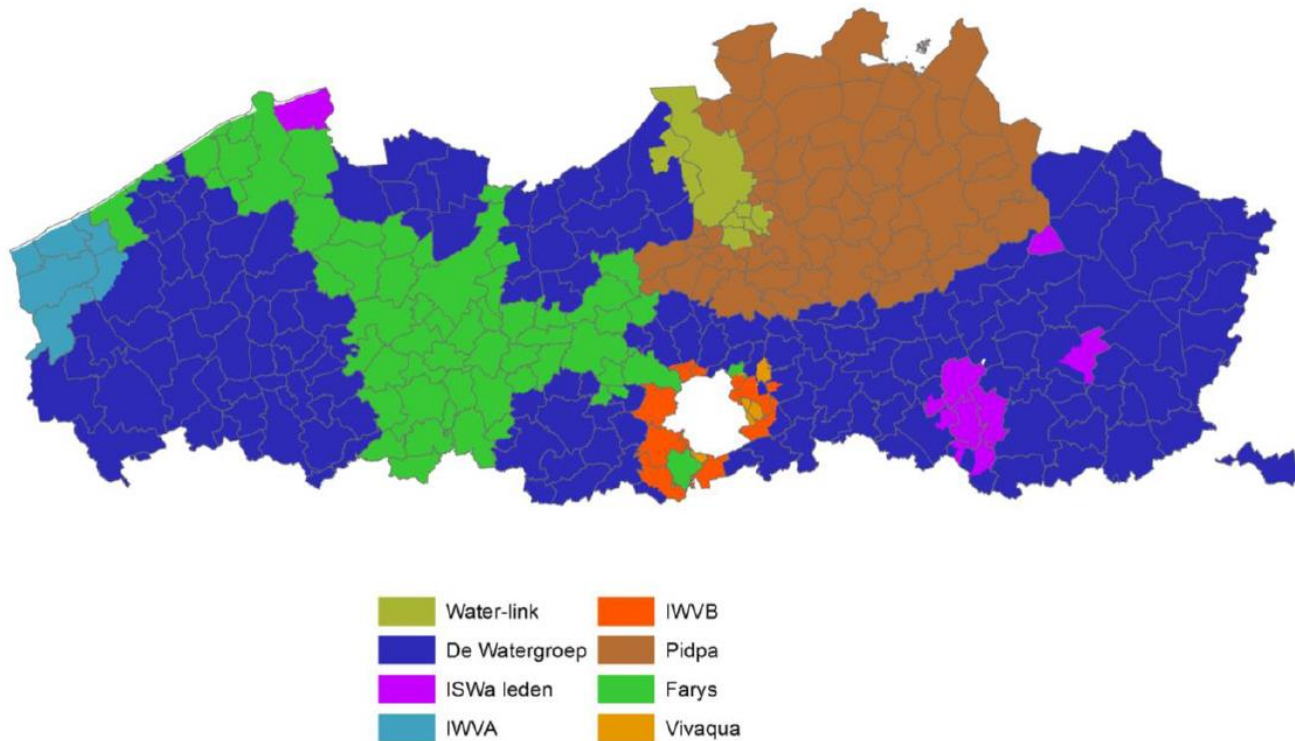 Water-link
De Watergroep
ISWa leden
IWVA
IWVB
Pidpa
Farys
Vivaqua